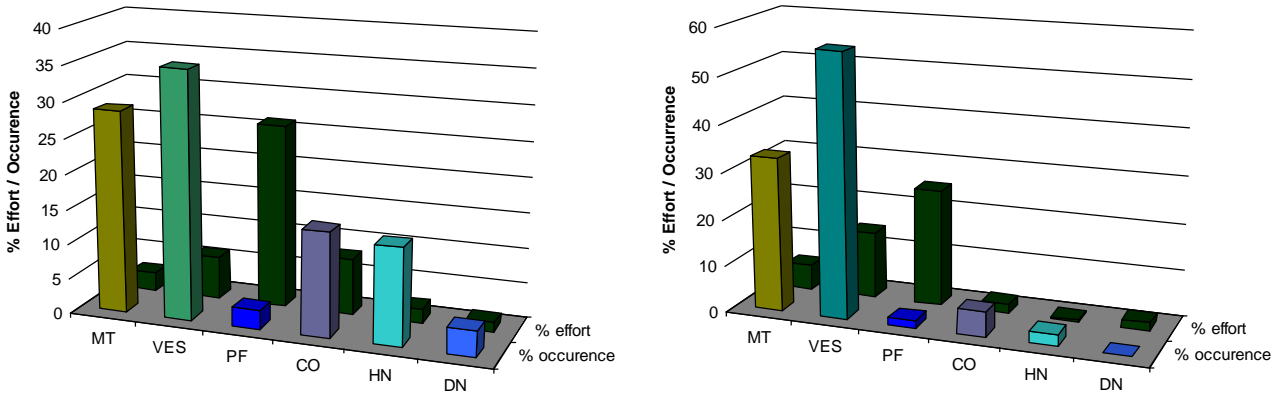 % Effort / Occurence
40
35
30
25
20
15
10
5
0
MT
VES
PF
CO
HN
DN
% effort
% occurence
% Effort / Occurrence
60
50
40
30
20
10
0
MT
VES
PF
CO
HN
DN
% effort
% occurence